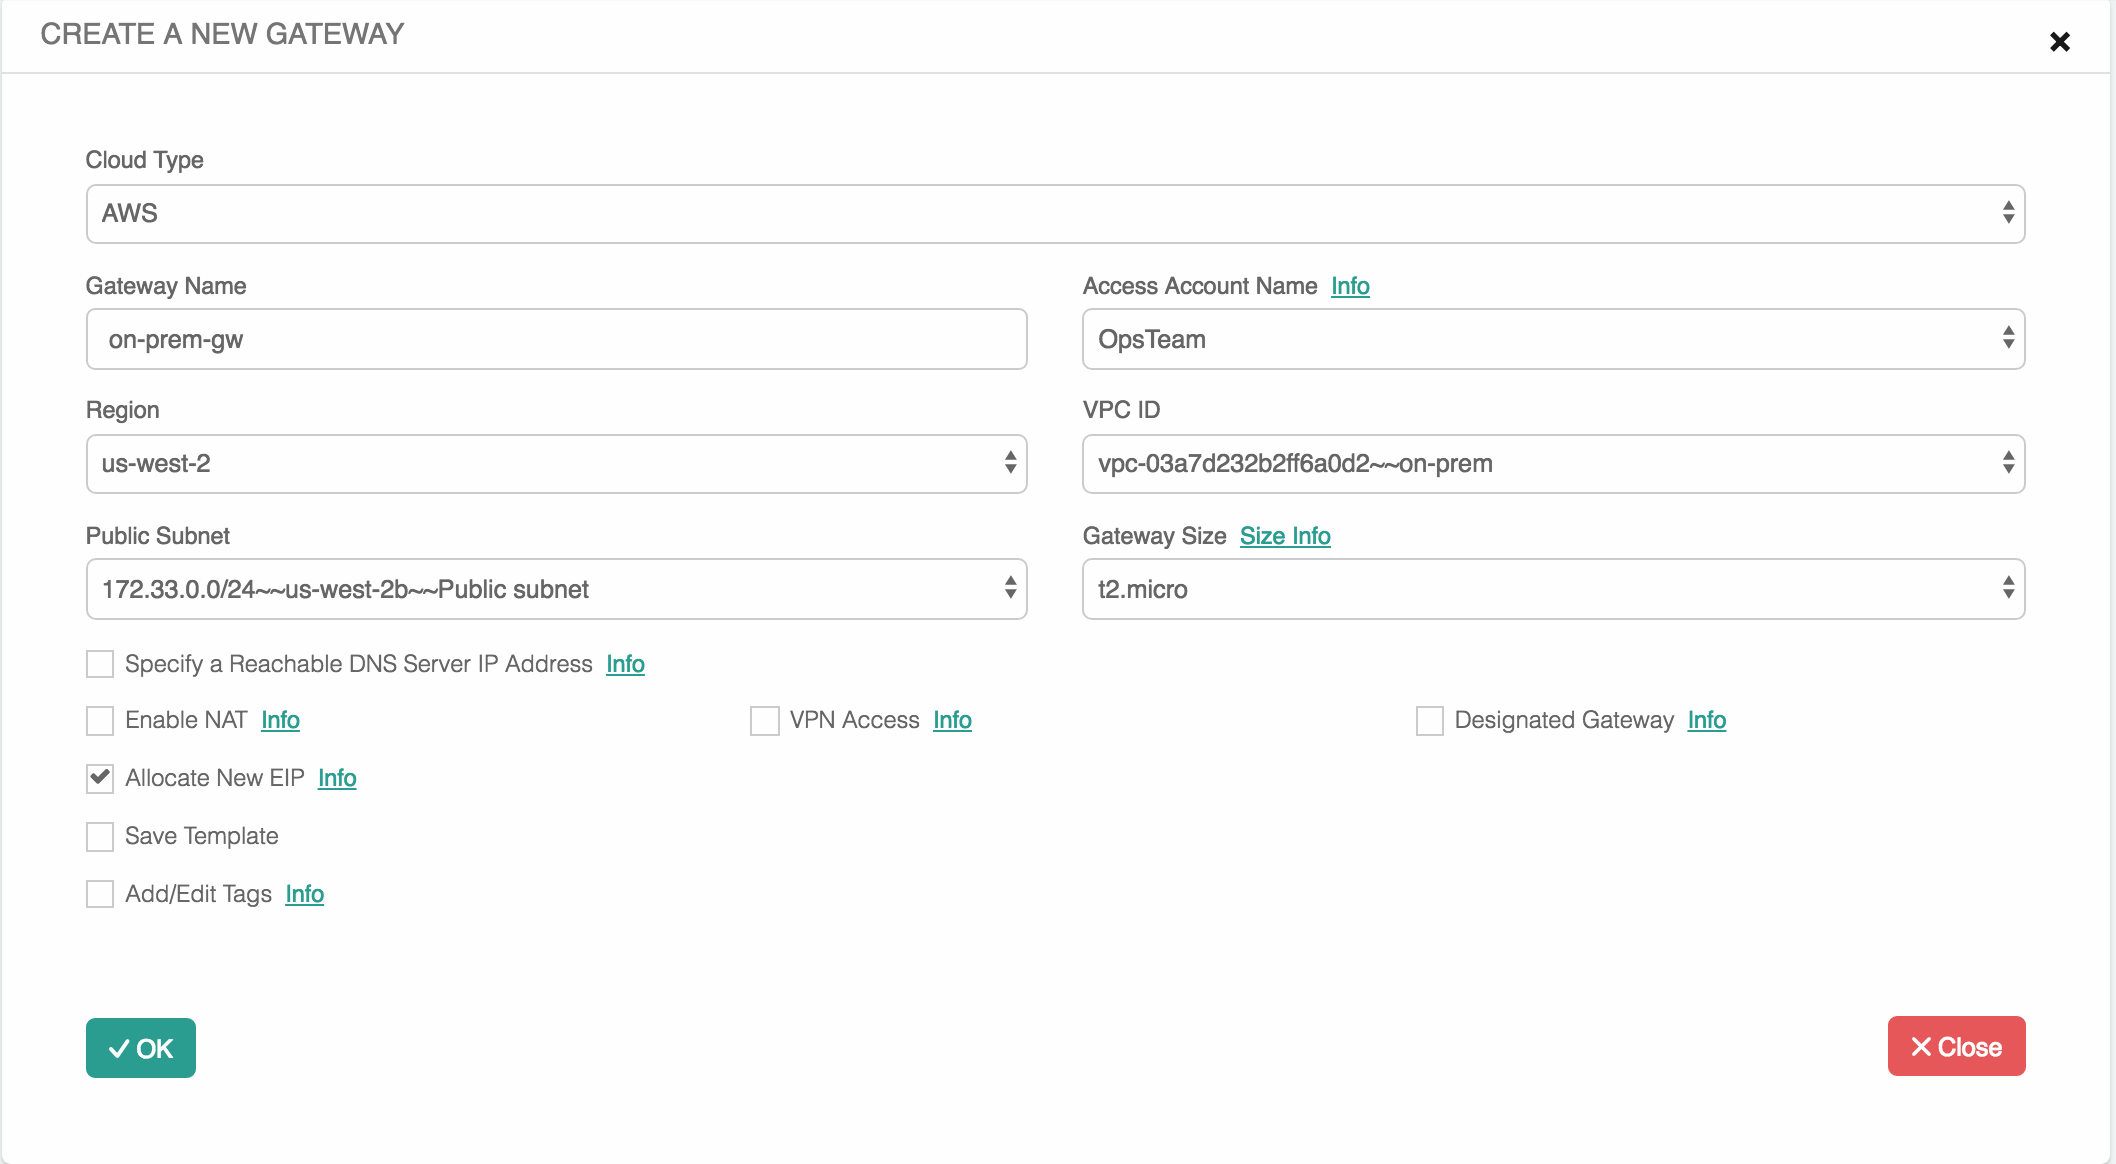 CREATE A NEW GATEWAY
Cloud Type
AWS
Gateway Name
on-prem-gw
Access Account Name Info
OpsTeam
Region
us-west-2
VPC ID
vpc-03a7d232b2ff6a0d2~~on-prem
Public Subnet
172.33.0.0/24~~us-west-2b~~Public subnet
Gateway Size Size Info
t2.micro
Specify a Reachable DNS Server IP Address Info
Enable NAT Info
VPN Access Info
Designated Gateway Info
Allocate New EIP Info
Save Template
Add/Edit Tags Info
OK
Close